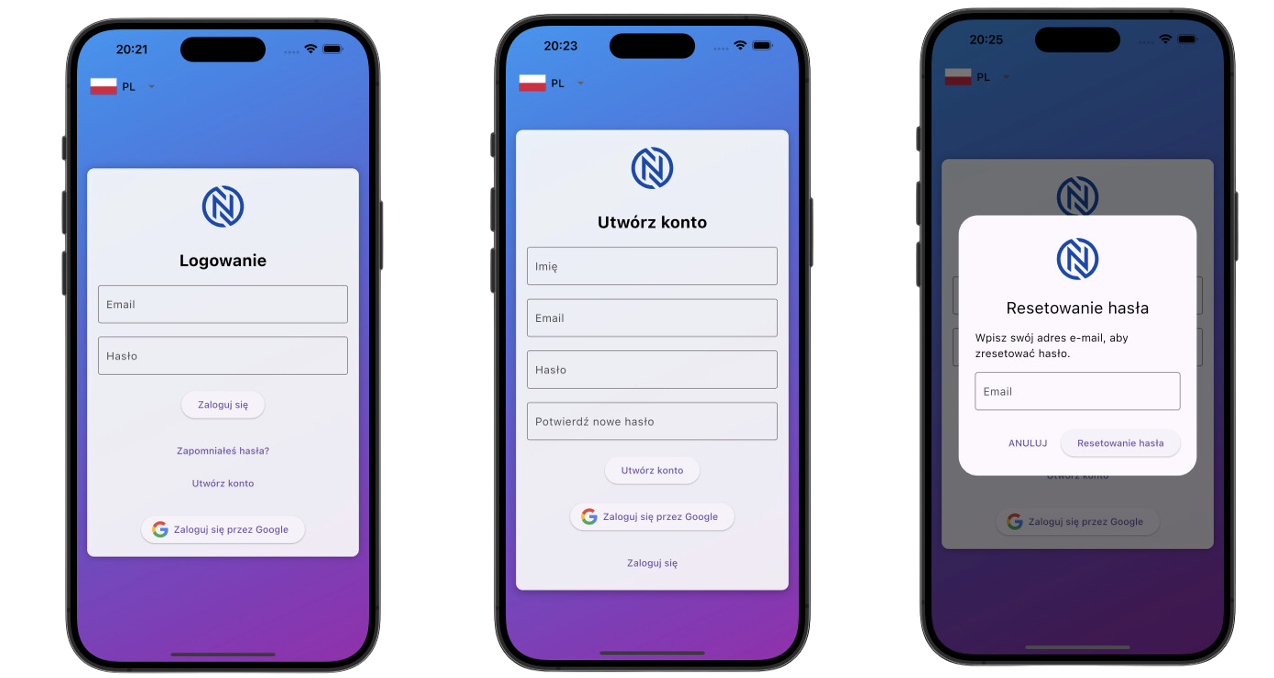 20:21
PL
Logowanie
Email
Hasło
Zaloguj się
Zapomniałeś hasła?
Utwórz konto
Zaloguj się przez Google
20:23
PL
Utwórz konto
Imię
Email
Hasło
Potwierdź nowe hasło
Utwórz konto
Zaloguj się przez Google
Zaloguj się
20:25
PL
Resetowanie hasła
Wpisz swój adres e-mail, aby
zresetować hasło.
Email
ANULUJ Resetowanie hasła
Utwórz konto
Zaloguj się przez Google